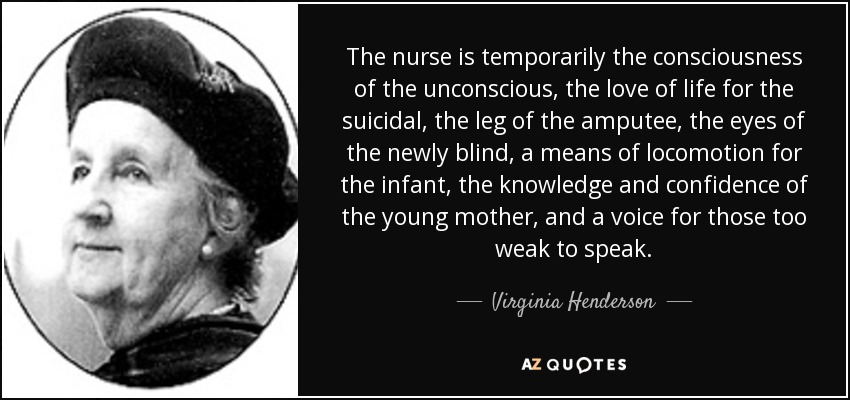 The nurse is temporarily the consciousness
of the unconscious, the love of life for the
suicidal, the leg of the amputee, the eyes of
the newly blind, a means of locomotion for
the infant, the knowledge and confidence of
the young mother, and a voice for those too
weak to speak.
Virginia Henderson
AZ QUOTES